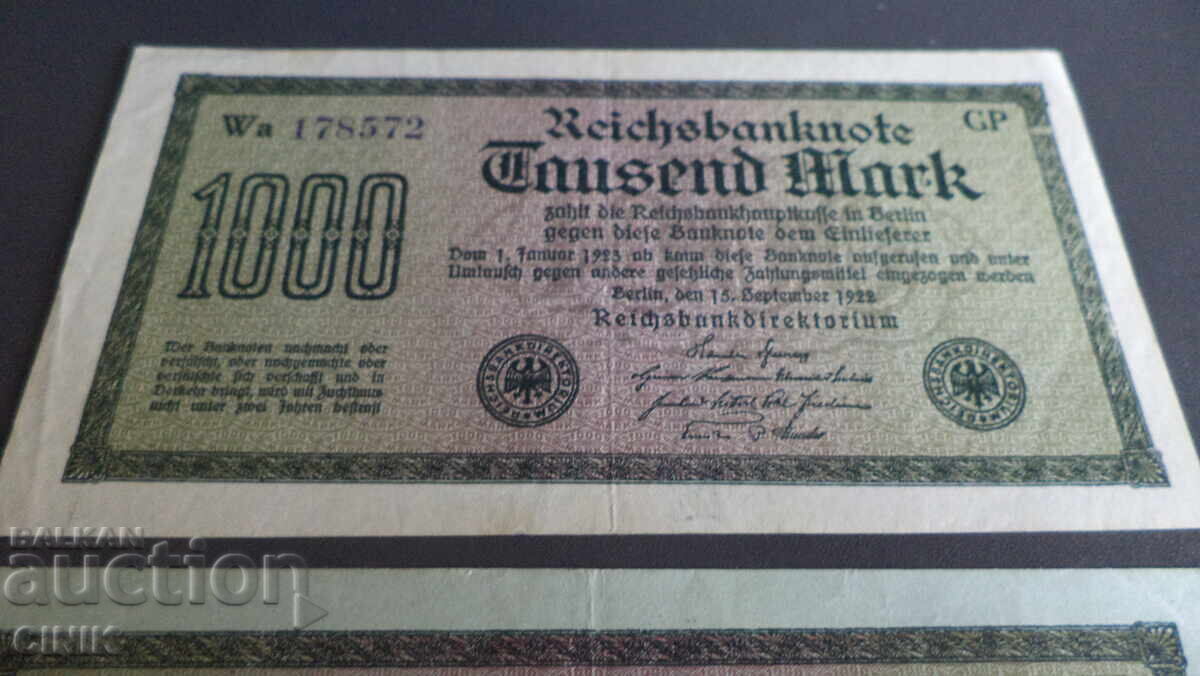 Wa 178572
Reichsbanknote
GP
Tausend Mark
1000
zahlt die Reichsbankhauptkasse in Berlin
gegen diese Banknote dem Einlieferer
Vom 1. Januar 1923 ab kann diese Banknote aufgerufen und unter
Umtausch gegen andere gesetzliche Zahlungsmittel eingezogen werden
Berlin, den 15. September 1922
Reichsbankdirektorium
Wer Banknoten nachmacht oder
verfälscht, oder nachgemachte oder
verfälschte sich verschafft und in
Verkehr bringt, wird mit Zuchthaus
nicht unter zwei Jahren bestraft
REICHSBANKDIREKTORIUM
REICHSBANKDIREKTORIUM
BALKAN
auction
CINIK